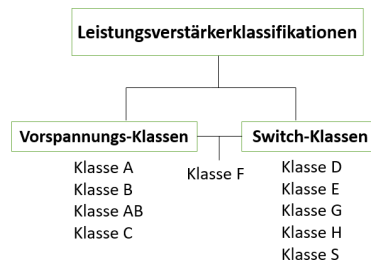 Leistungsverstärkerklassifikationen
Vorspannungs-Klassen
Klasse A
Klasse B
Klasse AB
Klasse C
Klasse F
Switch-Klassen
Klasse D
Klasse E
Klasse G
Klasse H
Klasse S